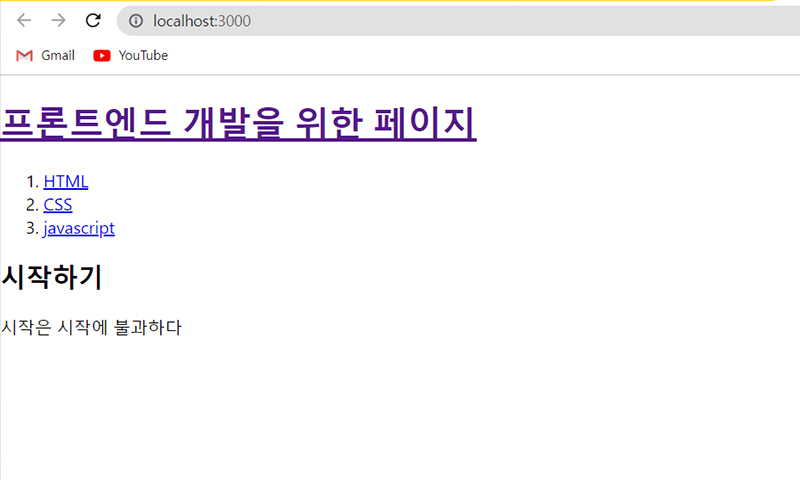 localhost:3000
Gmail YouTube
프론트엔드 개발을 위한 페이지
1. HTML
2. CSS
3. javascript
시작하기
시작은 시작에 불과하다